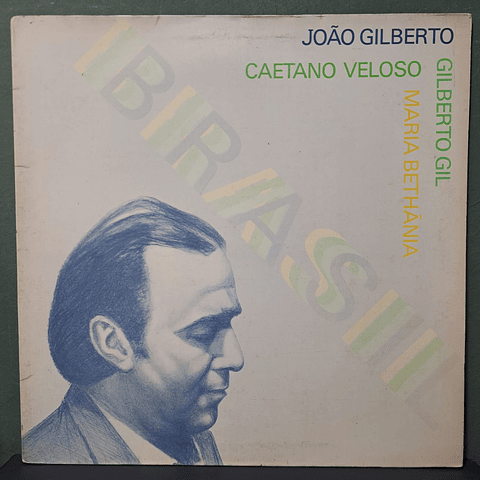 JOÃO GILBERTO
CAETANO VELOSO
GILBERTO GIL
MARIA BETHÂNIA
BRASIL